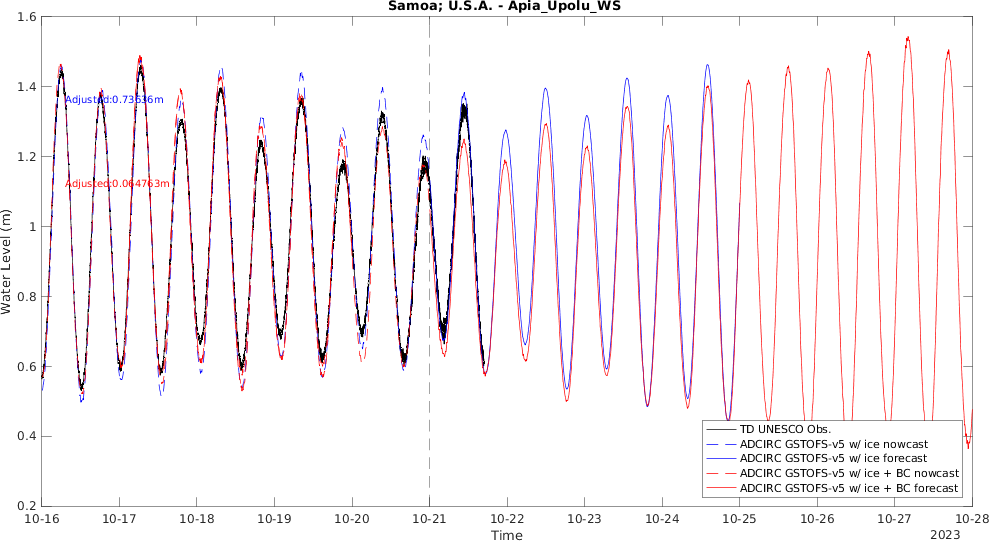 Samoa; U.S.A. - Apia_Upolu_WS
1.6
1.4
1.2
1
0.8
0.6
0.4
0.2
Water Level (m)
Adjusted:0.73636m
Adjusted:0.064763m
TD UNESCO Obs.
ADCIRC GSTOFS-v5 w/ ice nowcast
ADCIRC GSTOFS-v5 w/ ice forecast
ADCIRC GSTOFS-v5 w/ ice + BC nowcast
ADCIRC GSTOFS-v5 w/ ice + BC forecast
10-16 10-17 10-18 10-19 10-20 10-21 10-22 10-23 10-24 10-25 10-26 10-27 10-28
Time
2023